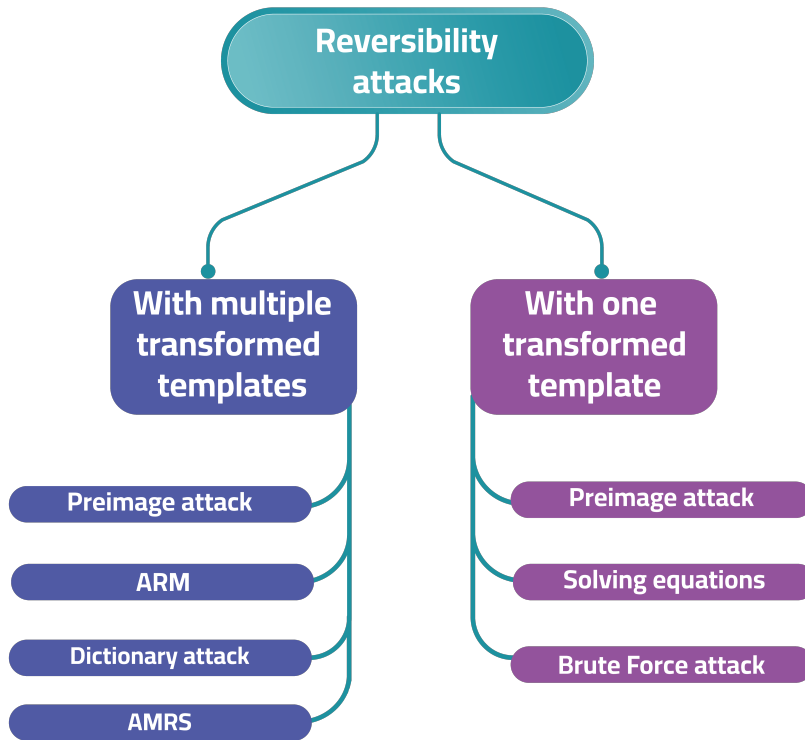 Reversibility
attacks
With multiple
transformed
templates
Preimage attack
ARM
Dictionary attack
AMRS
With one
transformed
template
Preimage attack
Solving equations
Brute Force attack